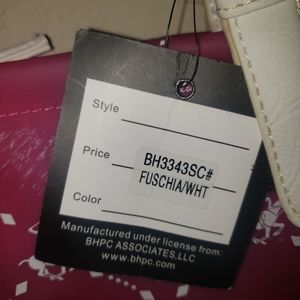 Style
Price
BH3343SC#
FUSCHIA/WHT
Color
Manufactured under license from:
BHPC ASSOCIATES,LLC
www.bhpc.com